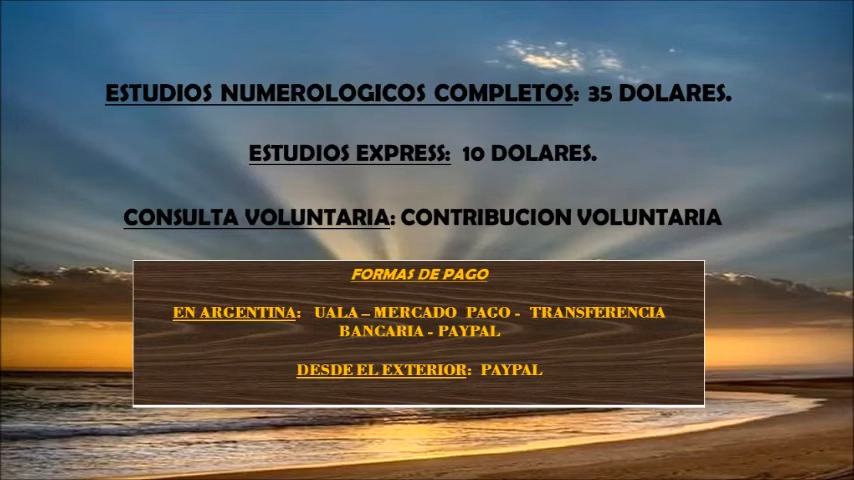 ESTUDIOS NUMEROLOGICOS COMPLETOS: 35 DOLARES.
ESTUDIOS EXPRESS: 10 DOLARES.
CONSULTA VOLUNTARIA: CONTRIBUCION VOLUNTARIA
FORMAS DE PAGO
EN ARGENTINA: UALA – MERCADO PAGO - TRANSFERENCIA
BANCARIA - PAYPAL
DESDE EL EXTERIOR: PAYPAL